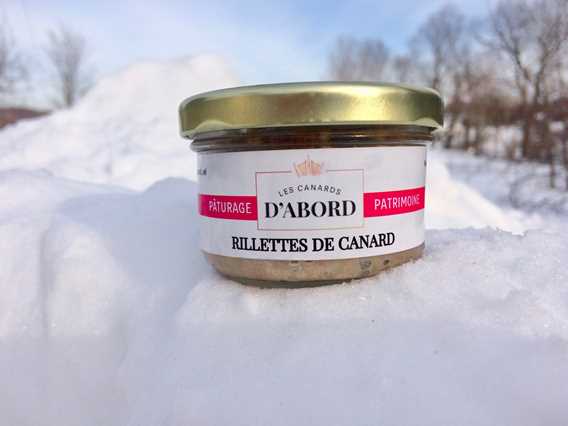 LES CANARDS
PÂTURAGE D'ABORD PATRIMOINE
RILLETTES DE CANARD